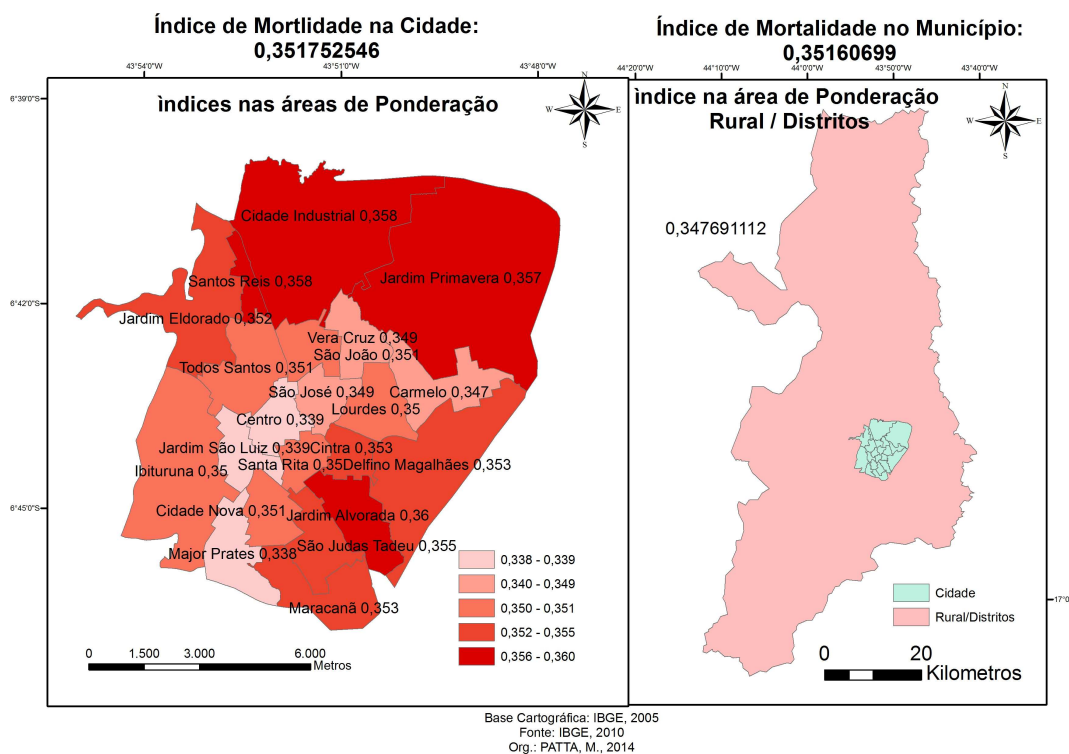 Índice de Mortlidade na Cidade:
0,351752546
43°54'0"O
43°51'0"O
43°48'0"O
6°39'0"S
6°42'0"S
6°45'0"S
ìndices nas áreas de Ponderação
N
W
E
S
Cidade Industrial 0,358
Jardim Primavera 0,357
Santos Reis 0,358
Jardim Eldorado 0,352
Vera Cruz 0,349
São João 0,351
Todos Santos 0,351
São José 0,349
Carmelo 0,347
Lourdes 0,35
Centro 0,339
Jardim São Luiz 0,339
Cintra 0,353
Ibituruna 0,35
Santa Rita 0,35
Delfino Magalhães 0,353
Cidade Nova 0,351
Jardim Alvorada 0,36
Major Prates 0,338
São Judas Tadeu 0,355
Maracanã 0,353
0,338 - 0,339
0,340 - 0,349
0,350 - 0,351
0,352 - 0,355
0,356 - 0,360
0 1.500 3.000 6.000
Metros
Índice de Mortalidade no Município:
0,35160699
44°20'0"O
44°10'0"O
44°0'0"O
43°50'0"O
43°40'0"O
ìndice na área de Ponderação
Rural / Distritos
N
W
E
S
0,347691112
17°0
Cidade
Rural/Distritos
0 20
Kilometros
Base Cartográfica: IBGE, 2005
Fonte: IBGE, 2010
Org.: PATTA, M., 2014